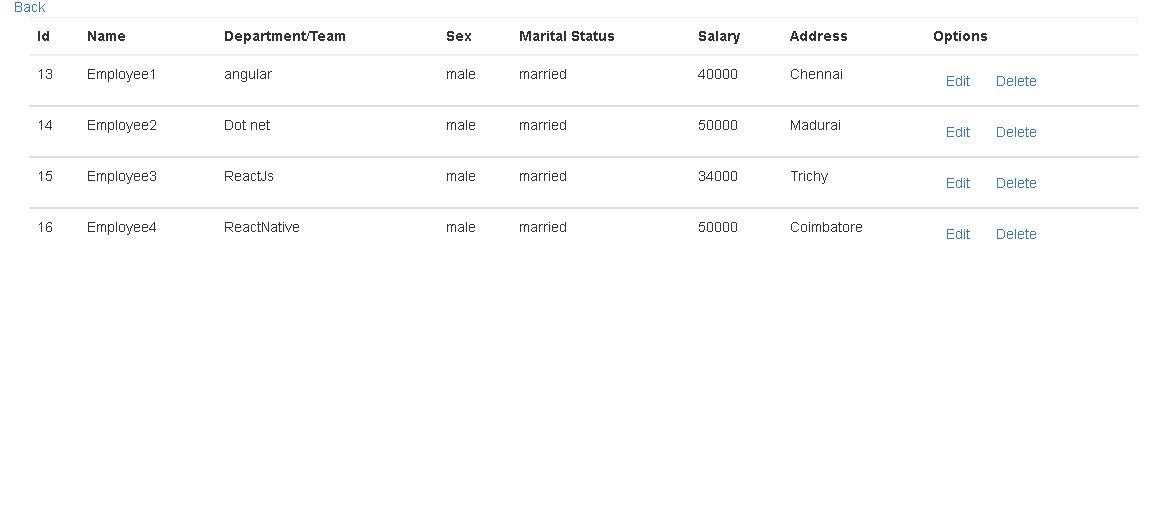 Back
Id Name Department/Team Sex Marital Status Salary Address Options
13 Employee1 angular male married 40000 Chennai Edit Delete
14 Employee2 Dot net male married 50000 Madurai Edit Delete
15 Employee3 ReactJs male married 34000 Trichy Edit Delete
16 Employee4 ReactNative male married 50000 Coimbatore Edit Delete